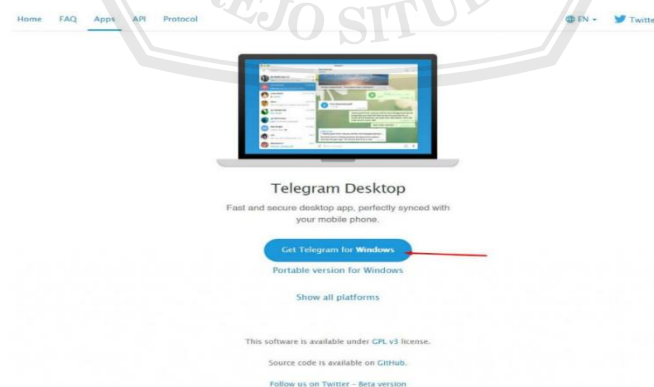 Home FAQ Apps API Protocol EN Twitte
EJO SITU
Telegram Desktop
Fast and secure desktop app, perfectly synced with
your mobile phone.
Get Telegram for Windows
Portable version for Windows
Show all platforms
This software is available under GPL v3 license.
Source code is available on GitHub.
Follow us on Twitter - Beta version